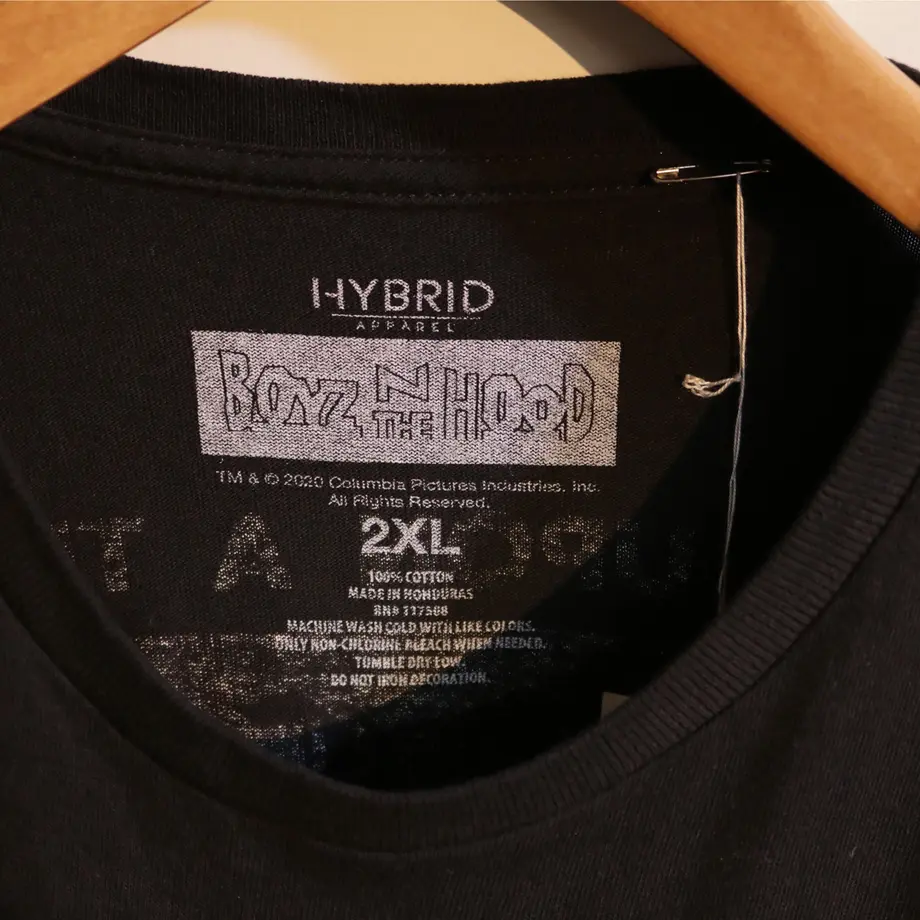 HYBRID
APPAREL
BOYZ N THE HOOD
TM & © 2020 Columbia Pictures Industries, Inc.
All Rights Reserved.
2XL
100% COTTON
MADE IN HONDURAS
RN# 117508
MACHINE WASH COLD WITH LIKE COLORS.
ONLY NON-CHLORINE BLEACH WHEN NEEDED.
TUMBLE DRY LOW.
DO NOT IRON DECORATION.